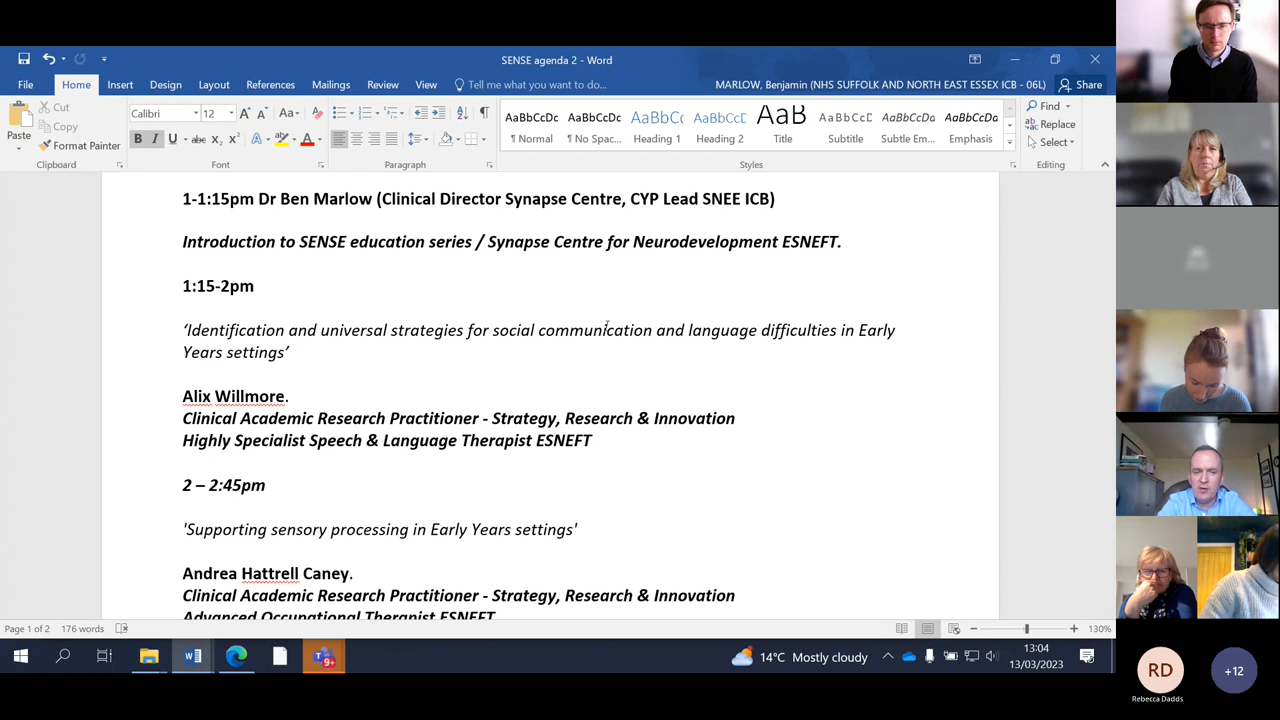 SENSE agenda 2 - Word
File Home Insert Design Layout References Mailings Review View Tell me what you want to do... MARLOW, Benjamin (NHS SUFFOLK AND NORTH EAST ESSEX ICB - 06L) Share
Paste
Cut
Copy
Format Painter
Clipboard
Calibri 12
Font
Paragraph
AaBbCcDc AaBbCcDc AaBbCc AaBbCcD AaB AaBbCcD AaBbCcDc AaBbCcDc
¶ Normal ¶ No Spac... Heading 1 Heading 2 Title Subtitle Subtle Em... Emphasis
Styles
Find
Replace
Select
Editing
1-1:15pm Dr Ben Marlow (Clinical Director Synapse Centre, CYP Lead SNEE ICB)
Introduction to SENSE education series / Synapse Centre for Neurodevelopment ESNEFT.
1:15-2pm
‘Identification and universal strategies for social communication and language difficulties in Early
Years settings’
Alix Willmore.
Clinical Academic Research Practitioner - Strategy, Research & Innovation
Highly Specialist Speech & Language Therapist ESNEFT
2 – 2:45pm
'Supporting sensory processing in Early Years settings'
Andrea Hattrell Caney.
Clinical Academic Research Practitioner - Strategy, Research & Innovation
Advanced Occupational Therapist ESNEFT
Page 1 of 2 176 words 130%
9+
14°C Mostly cloudy
13:04
13/03/2023
RD
Rebecca Dadds
+12